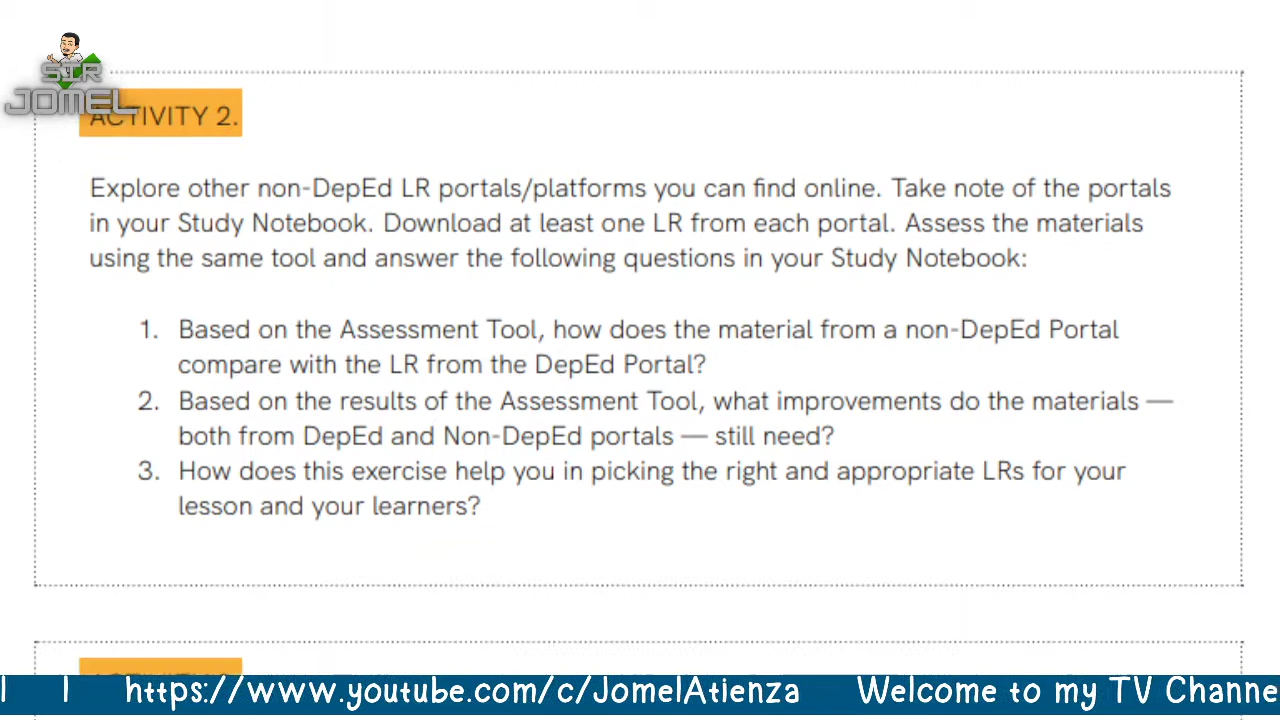 SIR
JOMEL
ACTIVITY 2.
Explore other non-DepEd LR portals/platforms you can find online. Take note of the portals
in your Study Notebook. Download at least one LR from each portal. Assess the materials
using the same tool and answer the following questions in your Study Notebook:
1. Based on the Assessment Tool, how does the material from a non-DepEd Portal
compare with the LR from the DepEd Portal?
2. Based on the results of the Assessment Tool, what improvements do the materials —
both from DepEd and Non-DepEd portals — still need?
3. How does this exercise help you in picking the right and appropriate LRs for your
lesson and your learners?
l l https://www.youtube.com/c/JomelAtienza Welcome to my TV Channe